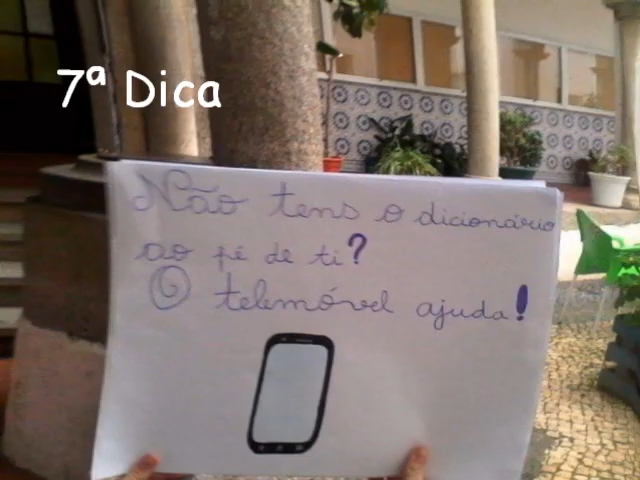 7ª Dica
Não tens o dicionário
ao pé de ti?
O telemóvel ajuda!